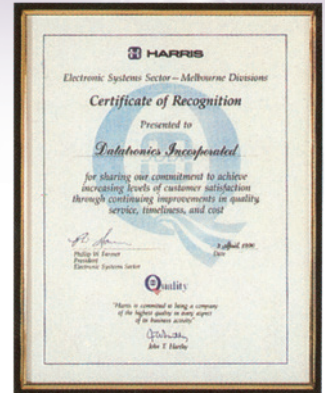 HARRIS
Electronic Systems Sector—Melbourne Divisions
Certificate of Recognition
Presented to
Datatronics Incorporated
for sharing our commitment to achieve
increasing levels of customer satisfaction
through continuing improvements in quality,
service, timeliness, and cost
Phillip W. Farmer
President
Electronic Systems Sector
April, 1990
Date
Quality
"Harris is committed to being a company
of the highest quality in every aspect
of its business activity"
John T. Hartley